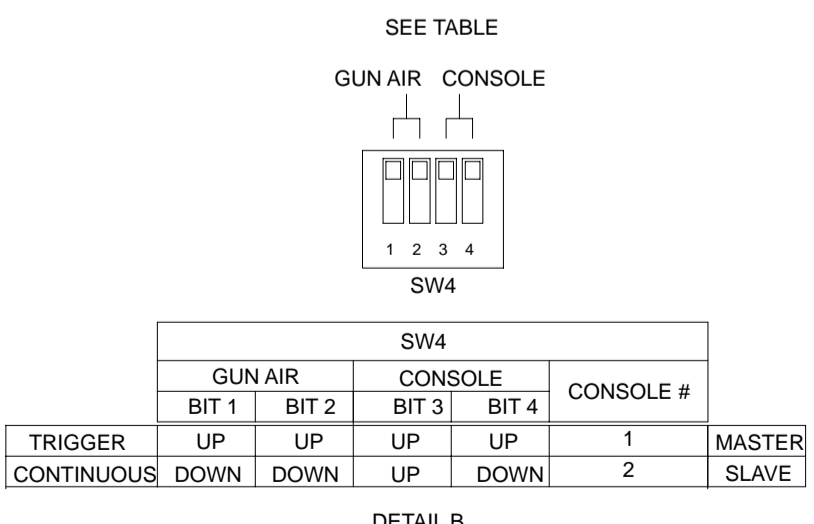 SEE TABLE
GUN AIR CONSOLE
1 2 3 4
SW4
SW4
GUN AIR CONSOLE CONSOLE #
BIT 1 BIT 2 BIT 3 BIT 4
TRIGGER UP UP UP UP 1 MASTER
CONTINUOUS DOWN DOWN UP DOWN 2 SLAVE
DETAIL B